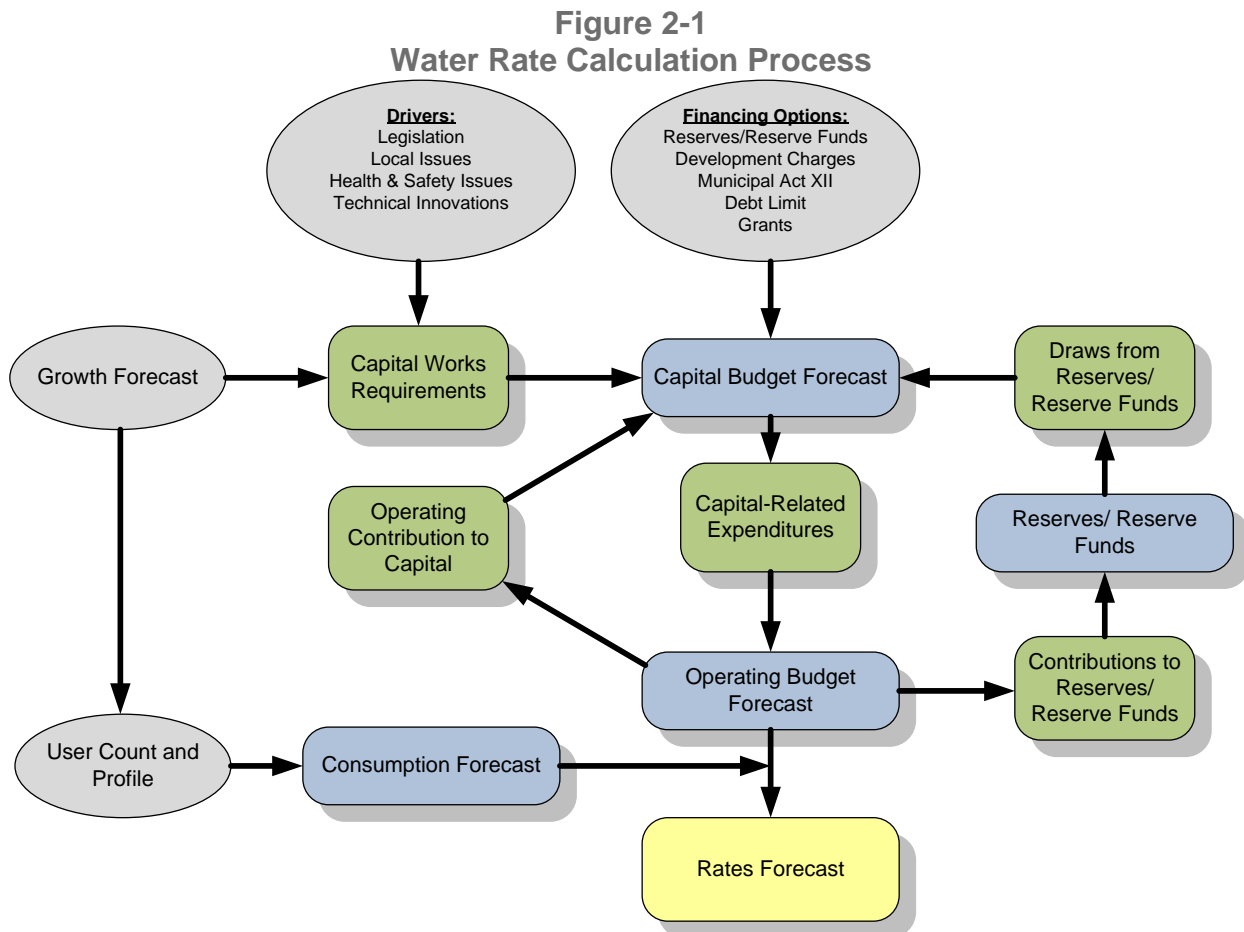 Figure 2-1
Water Rate Calculation Process
Drivers:
Legislation
Local Issues
Health & Safety Issues
Technical Innovations
Financing Options:
Reserves/Reserve Funds
Development Charges
Municipal Act XII
Debt Limit
Grants
Growth Forecast
Capital Works
Requirements
Capital Budget Forecast
Draws from
Reserves/
Reserve Funds
Operating
Contribution to
Capital
Capital-Related
Expenditures
Reserves/ Reserve
Funds
Operating Budget
Forecast
Contributions to
Reserves/
Reserve Funds
User Count and
Profile
Consumption Forecast
Rates Forecast